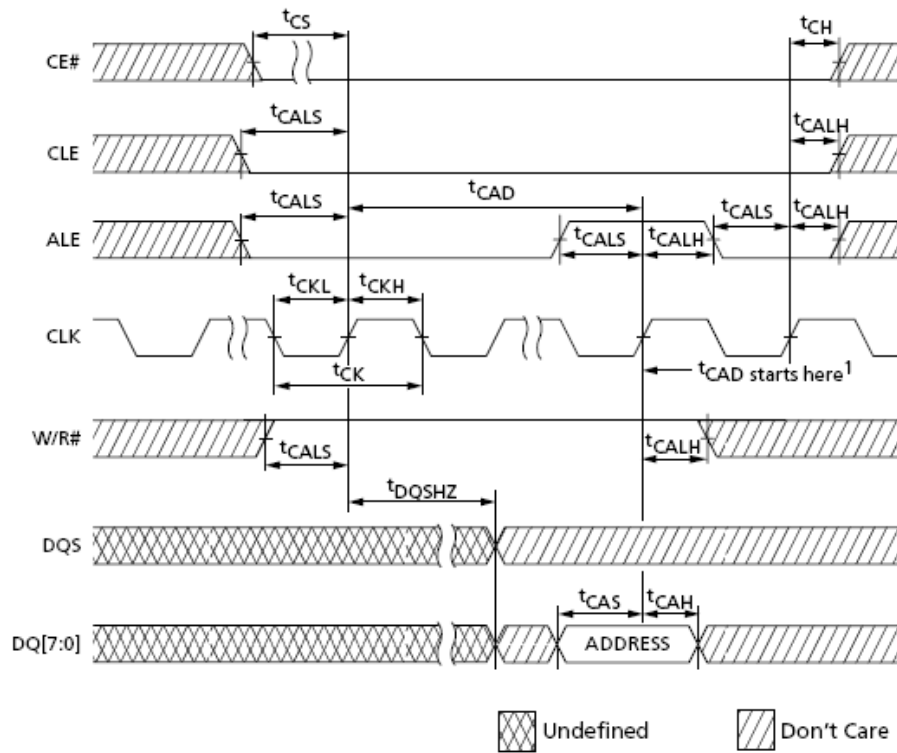 tCS
tCH
CE#
tCALS
tCALH
CLE
tCAD
tCALS
tCALS
tCALH
ALE
tCALS
tCALH
tCKL
tCKH
CLK
tCK
tCAD starts here1
W/R#
tCALS
tCALH
tDQSHZ
DQS
tCAS
tCAH
DQ[7:0]
ADDRESS
Undefined
Don't Care